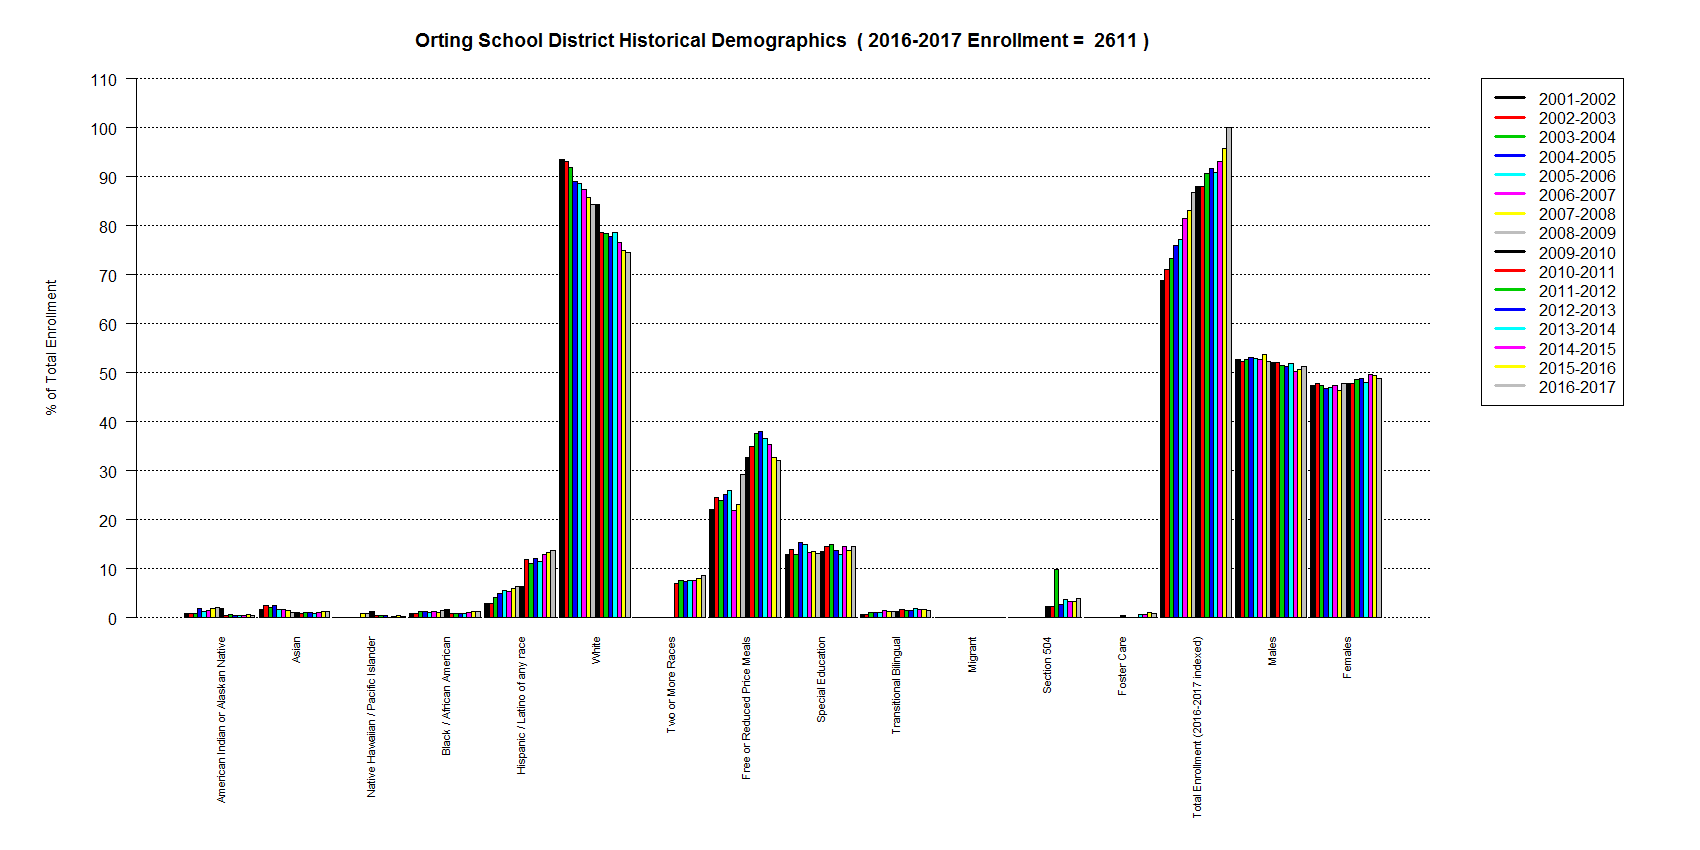 Orting School District Historical Demographics ( 2016-2017 Enrollment = 2611 )
% of Total Enrollment
110
100
90
80
70
60
50
40
30
20
10
0
American Indian or Alaskan Native
Asian
Native Hawaiian / Pacific Islander
Black / African American
Hispanic / Latino of any race
White
Two or More Races
Free or Reduced Price Meals
Special Education
Transitional Bilingual
Migrant
Section 504
Foster Care
Total Enrollment (2016-2017 indexed)
Males
Females
2001-2002
2002-2003
2003-2004
2004-2005
2005-2006
2006-2007
2007-2008
2008-2009
2009-2010
2010-2011
2011-2012
2012-2013
2013-2014
2014-2015
2015-2016
2016-2017